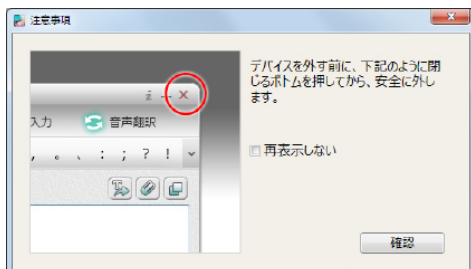 注意事項
デバイスを外す前に、下記のように閉
じるボトムを押してから、安全に外し
ます。
入力 音声翻訳
, 。 、 : ; ? !
再表示しない
確認